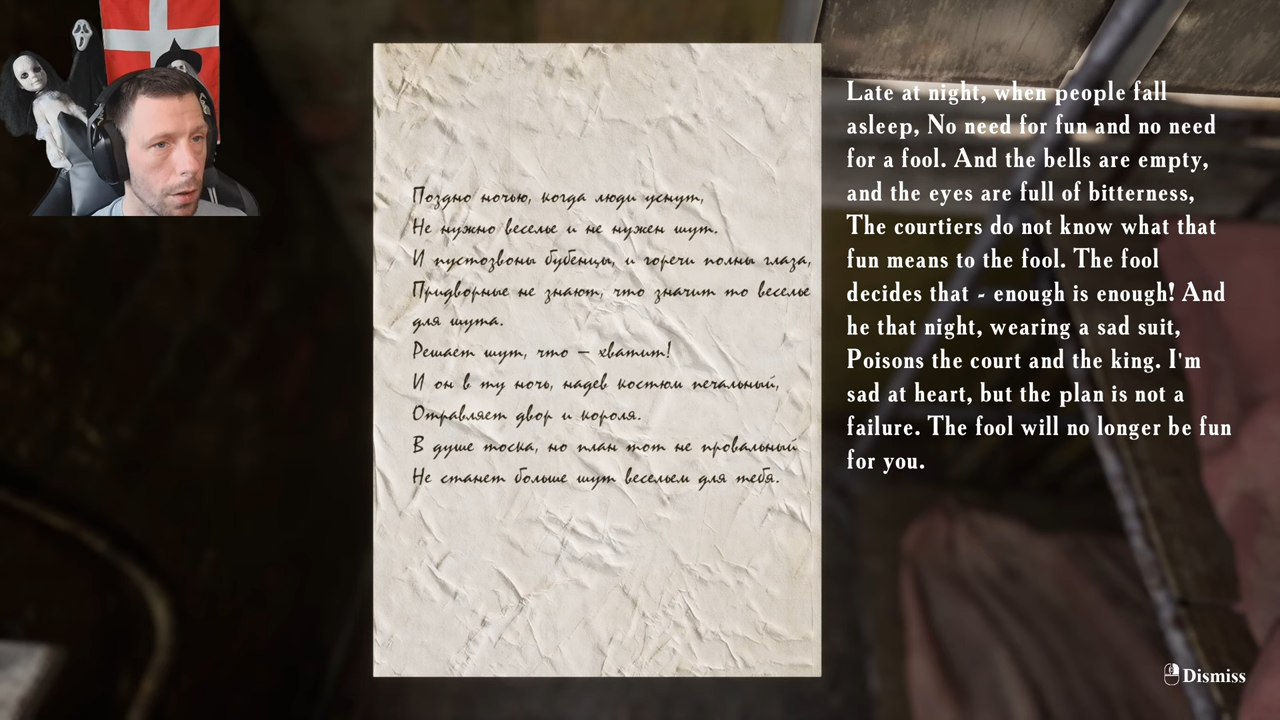 Поздно ночью, когда люди уснут,
Не нужно веселье и не нужен шут.
И пустозвоны бубенцы, и горечи полны глаза,
Придворные не знают, что значит то веселье
для шута.
Решает шут, что — хватит!
И он в ту ночь, надев костюм печальный,
Отравляет двор и короля.
В душе тоска, но план тот не провальный
Не станет больше шут весельем для тебя.
Late at night, when people fall
asleep, No need for fun and no need
for a fool. And the bells are empty,
and the eyes are full of bitterness,
The courtiers do not know what that
fun means to the fool. The fool
decides that - enough is enough! And
he that night, wearing a sad suit,
Poisons the court and the king. I'm
sad at heart, but the plan is not a
failure. The fool will no longer be fun
for you.
Dismiss